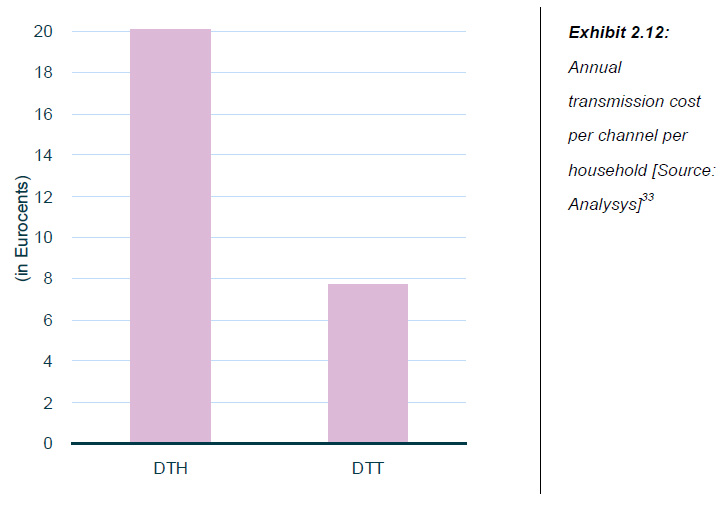 20
18
16
14
12
10
8
6
4
2
0
(in Eurocents)
DTH
DTT
Exhibit 2.12:
Annual
transmission cost
per channel per
household [Source:
Analysys]33